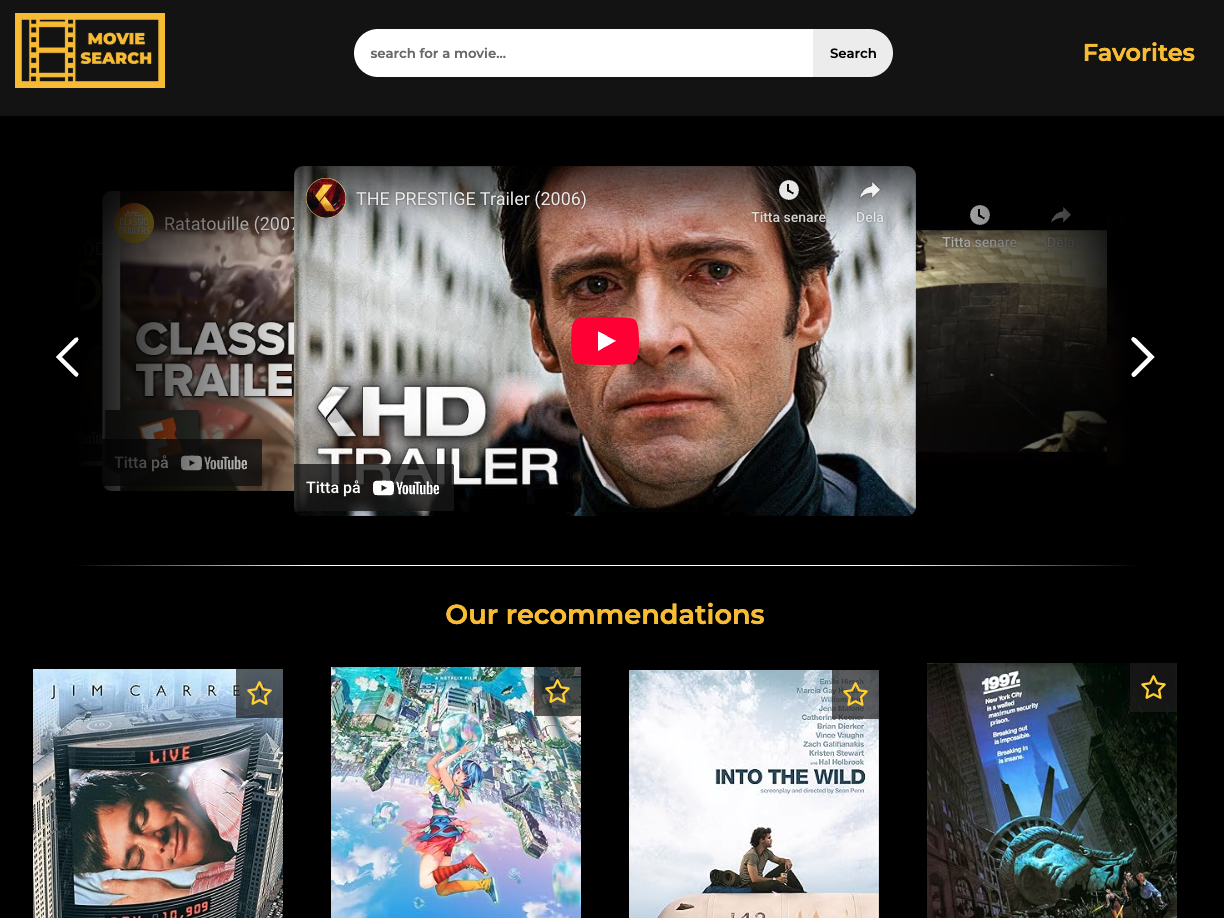 MOVIE
SEARCH
search for a movie...
Search
Favorites
Ratatouille (2007
CLASSI
TRAILE
Titta på YouTube
THE PRESTIGE Trailer (2006)
Titta senare
Dela
KHD
TRAILER
Titta på YouTube
Titta senare
Dela
Our recommendations
JIM CARRE
LIVE
10,909
A NETFLIX FILM
Emile Hirsch
Marcia Gay
Jena Malone
Catherine Keener
Brian Dierker
Vince Vaughn
Zach Galifianakis
Kristen Stewart
AND Hal Holbrook
INTO THE WILD
screenplay and directed by Sean Penn
142
1997.
New York City
is a walled
maximum security
prison.
Breaking out
is impossible.
Breaking in
is insane.